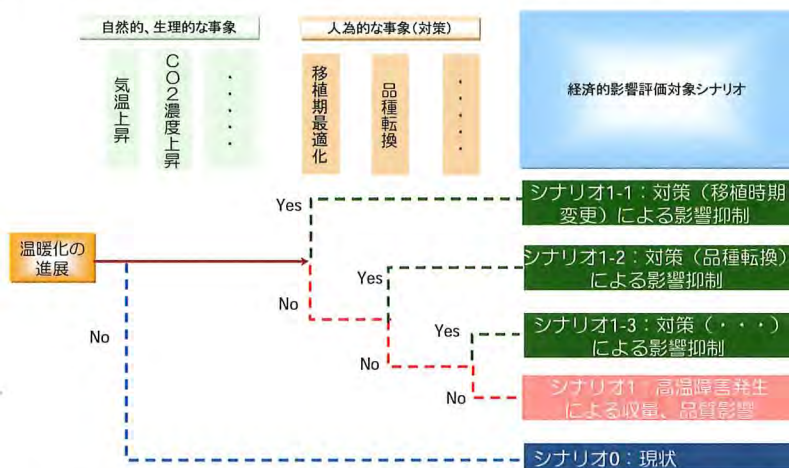 自然的、生理的な事象
人為的な事象(対策)
気温上昇
CO2濃度上昇
・・・・・
移植期最適化
品種転換
・・・・・
経済的影響評価対象シナリオ
温暖化の
進展
Yes
シナリオ1-1:対策(移植時期
変更)による影響抑制
No
Yes
シナリオ1-2:対策(品種転換)
による影響抑制
No
Yes
シナリオ1-3:対策(・・・)
による影響抑制
No
シナリオ1:高温障害発生
による収量、品質影響
No
シナリオ0:現状